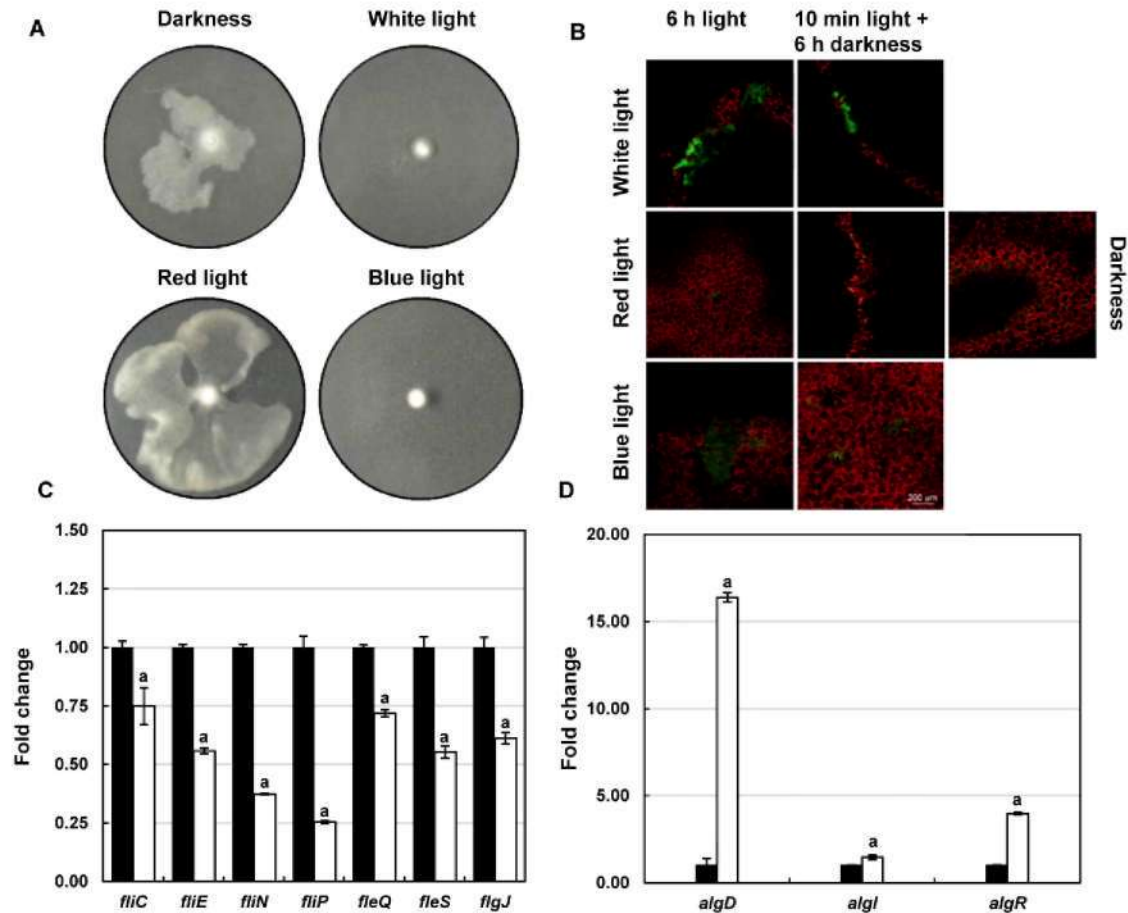 A
Darkness
White light
Red light
Blue light
B
6 h light
10 min light +
6 h darkness
White light
Red light
Blue light
Darkness
200 µm
C
Fold change
1.50
1.25
1.00
0.75
0.50
0.25
0.00
a
a
a
a
a
a
a
fliC
fliE
fliN
fliP
fleQ
fleS
flgJ
D
Fold change
20.00
15.00
10.00
5.00
0.00
a
a
a
algD
algI
algR